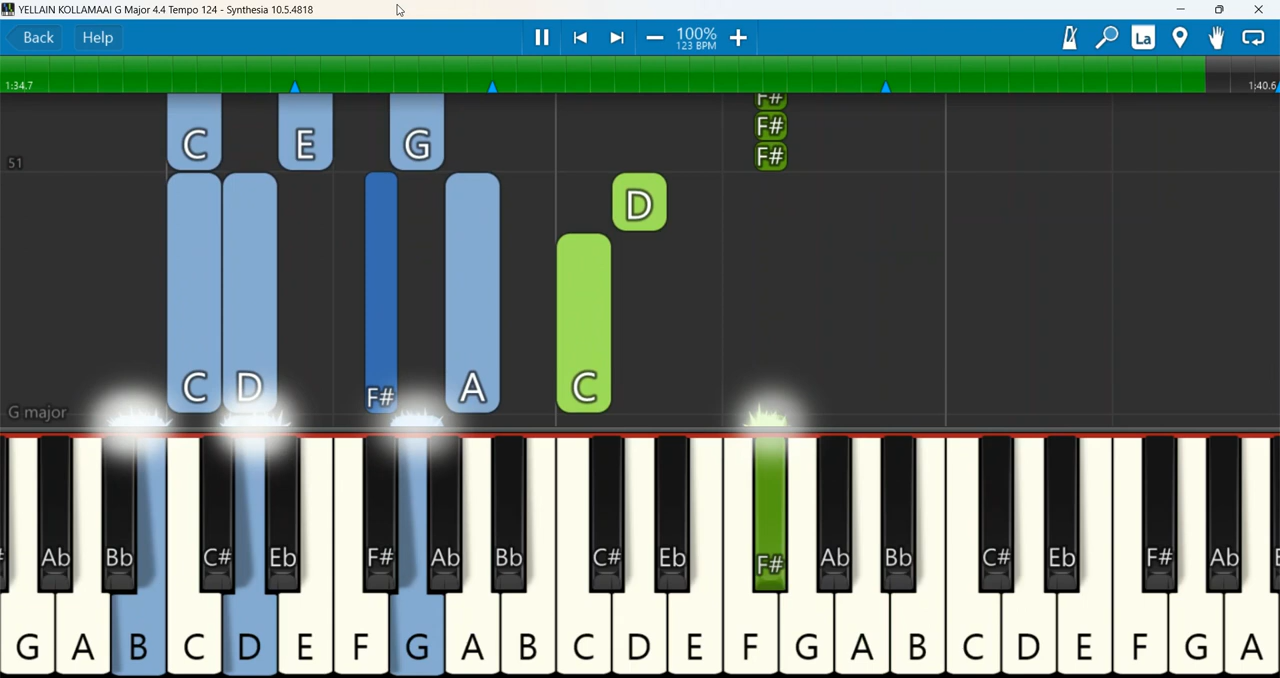 YELLAIN KOLLAMAAI G Major 4.4 Tempo 124 - Synthesia 10.5.4818
Back Help 100% La
123 BPM
1:34.7 1:40.6
F#
C E G F#
51 F#
D
C D F# A C
G major
Ab Bb C# Eb F# Ab Bb C# Eb F# Ab Bb C# Eb F# Ab
G A B C D E F G A B C D E F G A B C D E F G A